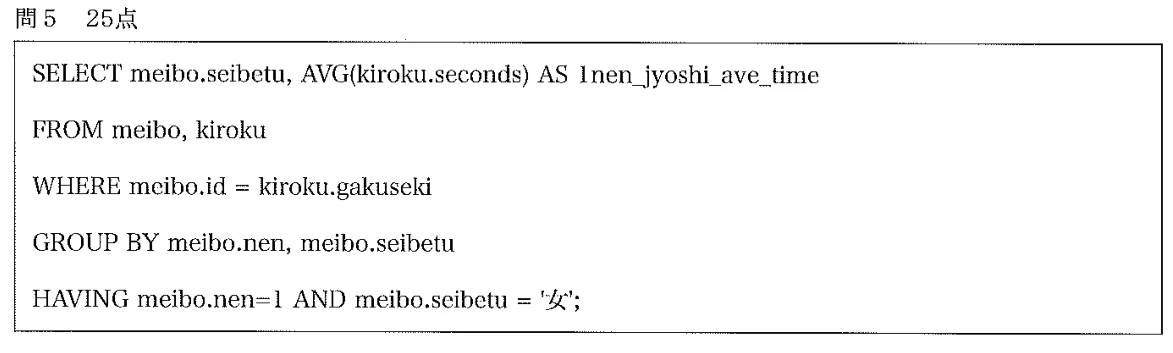 問5 25点
SELECT meibo.seibetu, AVG(kiroku.seconds) AS 1nen_jyoshi_ave_time
FROM meibo, kiroku
WHERE meibo.id = kiroku.gakuseki
GROUP BY meibo.nen, meibo.seibetu
HAVING meibo.nen=1 AND meibo.seibetu = '女';